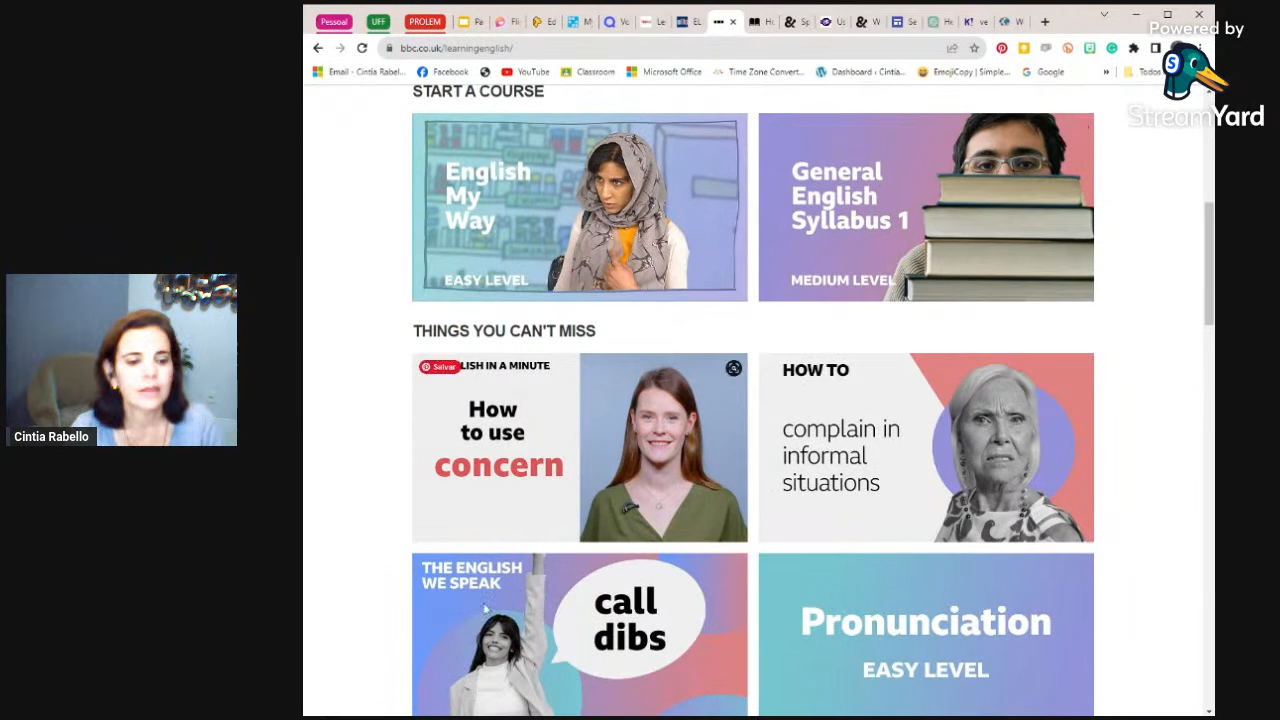 Pessoal
UFF
PROLEM
Powered by
StreamYard
bbc.co.uk/learningenglish/
Email - Cintia Rabel...
Facebook
YouTube
Classroom
Microsoft Office
Time Zone Convert...
Dashboard ‹ Cintia...
EmojiCopy | Simple...
Google
»
Todos
START A COURSE
English
My
Way
EASY LEVEL
General
English
Syllabus 1
MEDIUM LEVEL
THINGS YOU CAN'T MISS
Salvar
LISH IN A MINUTE
How
to use
concern
HOW TO
complain in
informal
situations
Cintia Rabello
THE ENGLISH
WE SPEAK
call
dibs
Pronunciation
EASY LEVEL